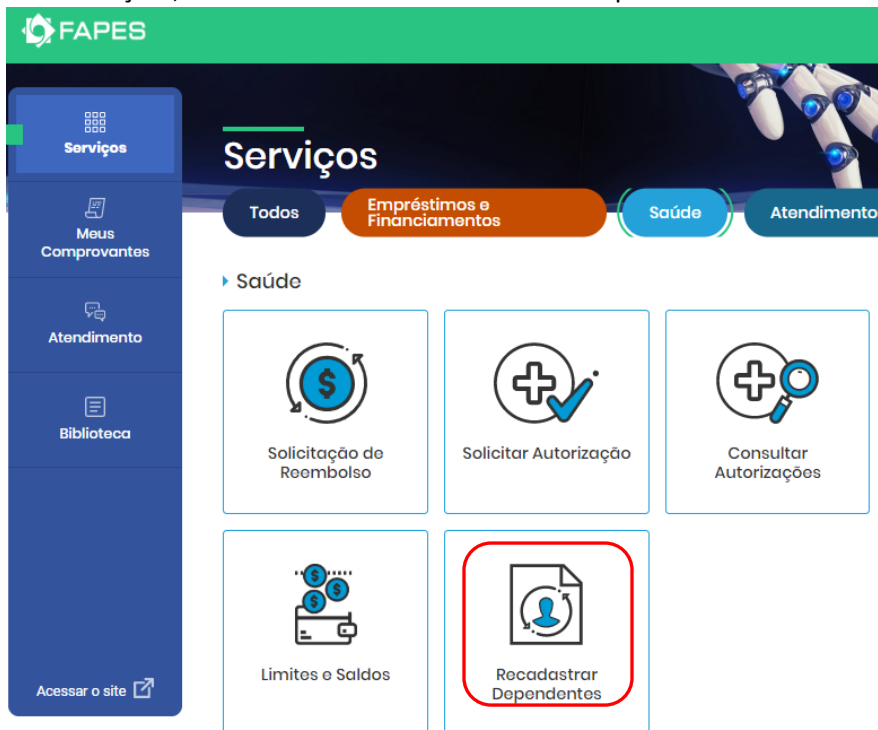 FAPES
Serviços
Meus
Comprovantes
Atendimento
Biblioteca
Acessar o site
Serviços
Todos
Empréstimos e
Financiamentos
Saúde
Atendimento
Saúde
Solicitação de
Reembolso
Solicitar Autorização
Consultar
Autorizações
Limites e Saldos
Recadastrar
Dependentes